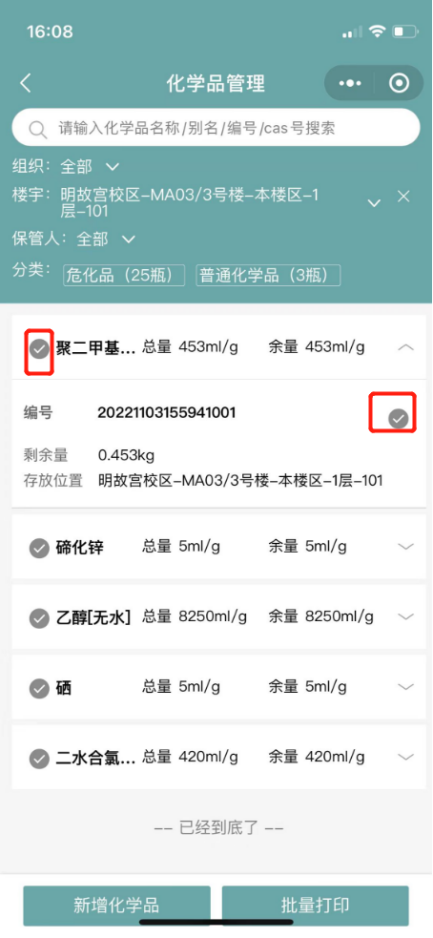 16:08
化学品管理
请输入化学品名称/别名/编号/cas号搜索
组织：全部
楼宇：明故宫校区-MA03/3号楼-本楼区-1
层-101
保管人：全部
分类：危化品（25瓶） 普通化学品（3瓶）
聚二甲基... 总量 453ml/g 余量 453ml/g
编号 20221103155941001
剩余量 0.453kg
存放位置 明故宫校区-MA03/3号楼-本楼区-1层-101
碲化锌 总量 5ml/g 余量 5ml/g
乙醇[无水] 总量 8250ml/g 余量 8250ml/g
硒 总量 5ml/g 余量 5ml/g
二水合氯... 总量 420ml/g 余量 420ml/g
-- 已经到底了 --
新增化学品 批量打印